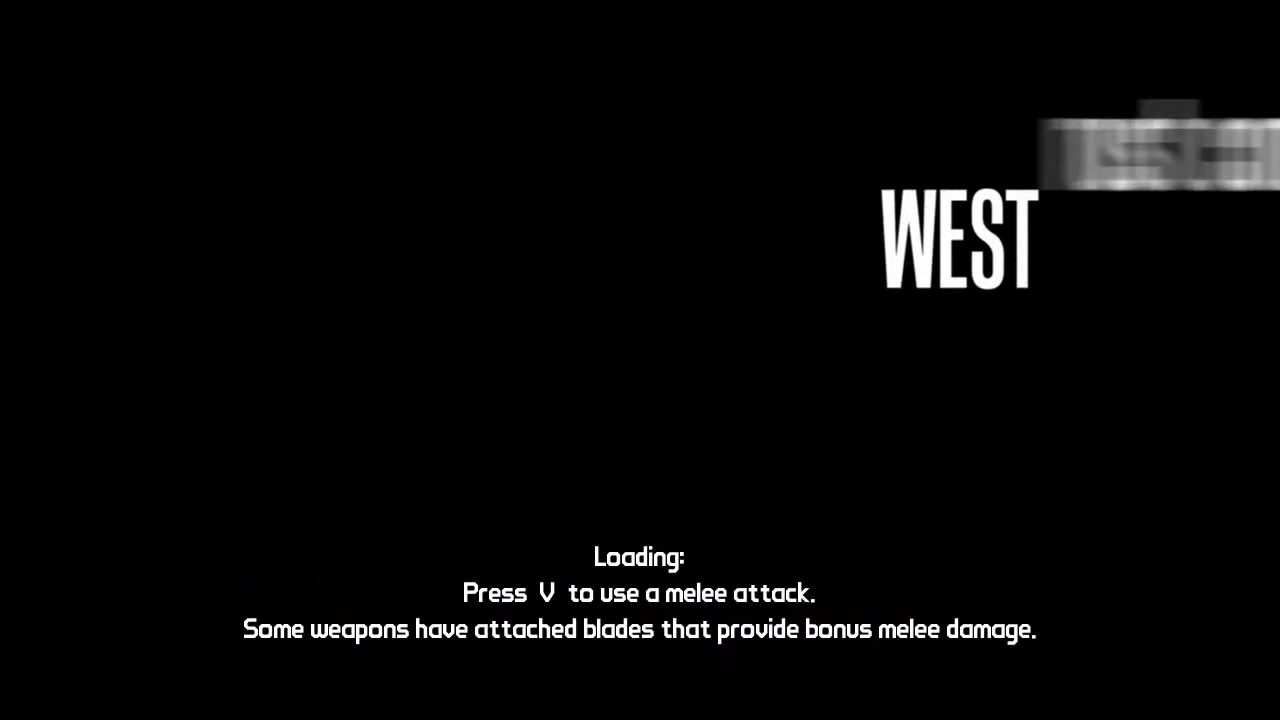 WEST
Loading:
Press V to use a melee attack.
Some weapons have attached blades that provide bonus melee damage.